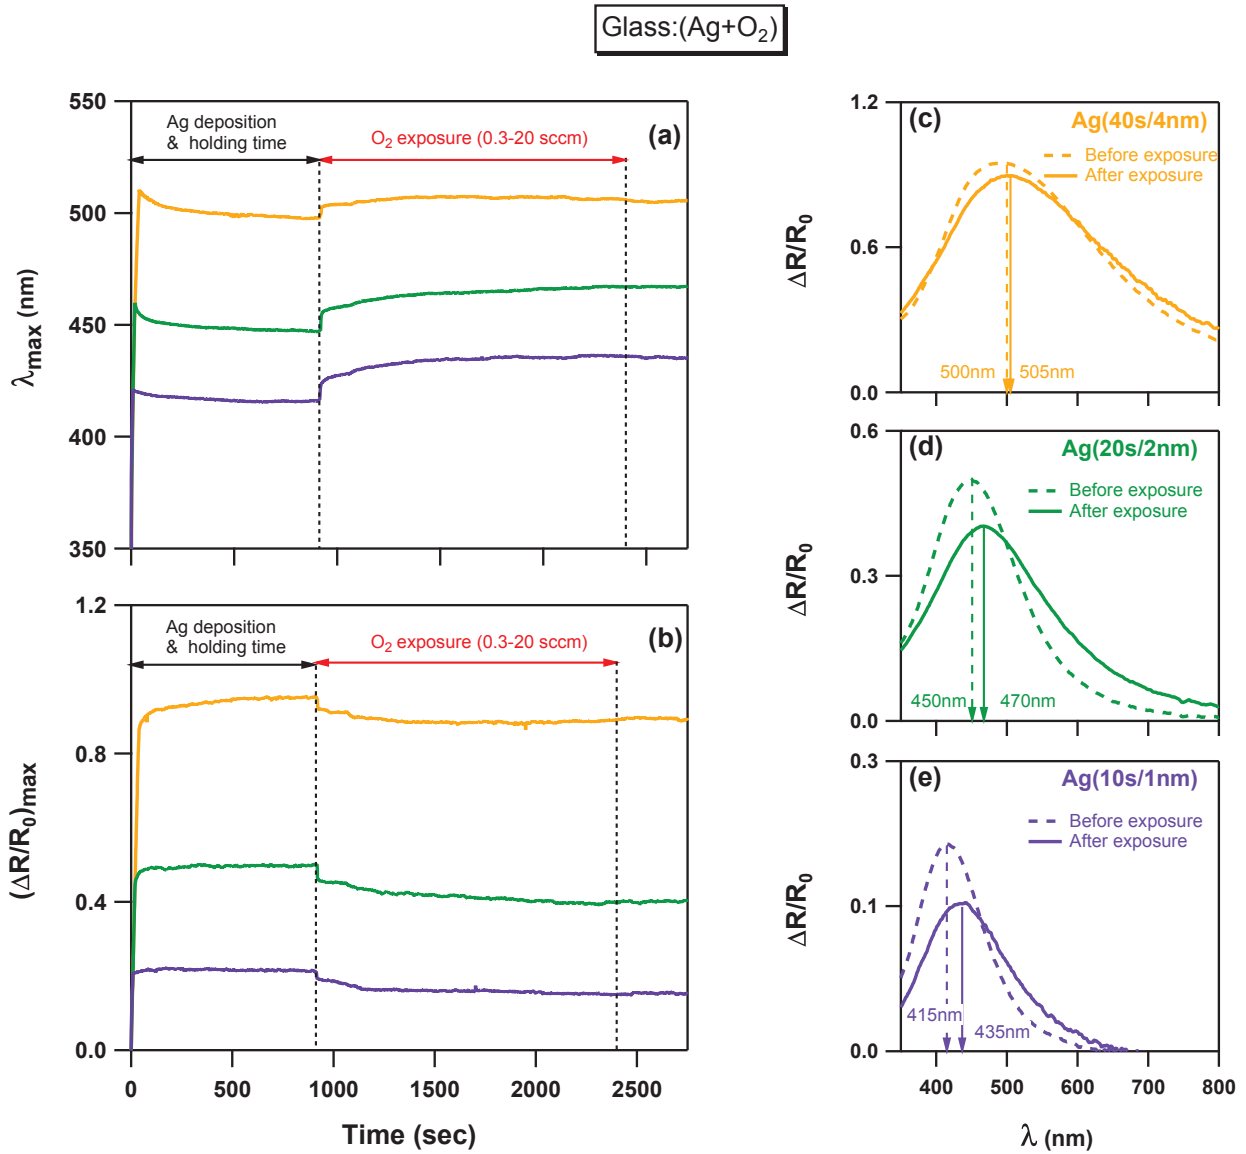 Glass:(Ag+O₂)
550
500
450
400
350
λmax (nm)
Ag deposition
& holding time
O₂ exposure (0.3-20 sccm)
(a)
1.2
0.8
0.4
0.0
(ΔR/R₀)max
Ag deposition
& holding time
O₂ exposure (0.3-20 sccm)
(b)
0
500
1000
1500
2000
2500
Time (sec)
1.2
0.6
0.0
ΔR/R₀
(c)
Ag(40s/4nm)
Before exposure
After exposure
500nm
505nm
0.6
0.3
0.0
ΔR/R₀
(d)
Ag(20s/2nm)
Before exposure
After exposure
450nm
470nm
0.3
0.1
0.0
ΔR/R₀
(e)
Ag(10s/1nm)
Before exposure
After exposure
415nm
435nm
400
500
600
700
800
λ (nm)